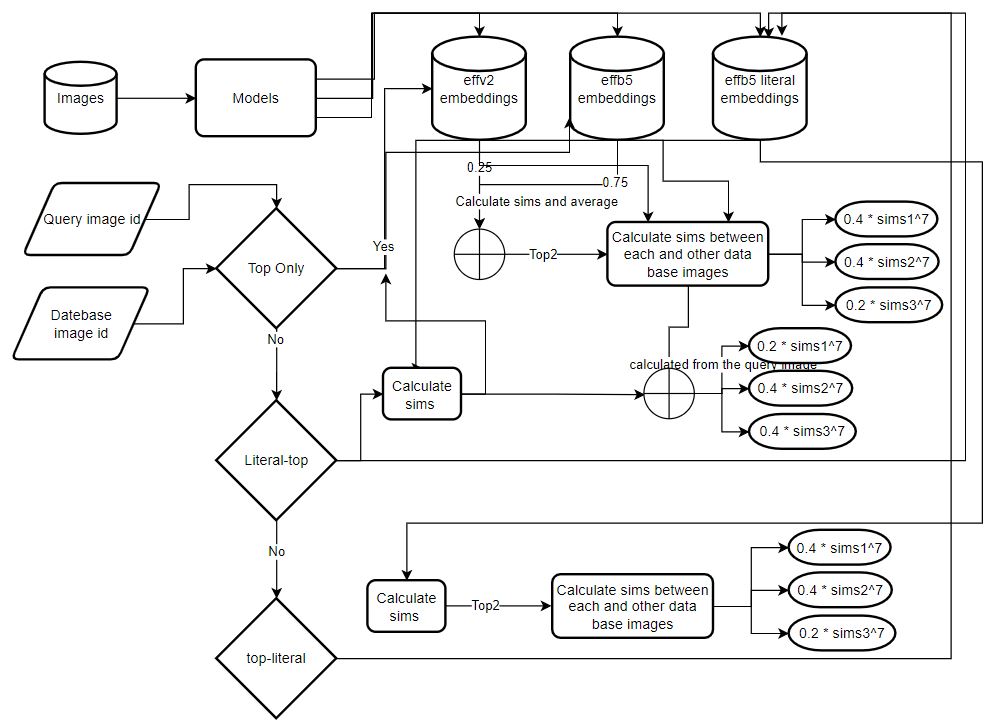 Images
Models
effv2
embeddings
effb5
embeddings
effb5 literal
embeddings
0.25
0.75
Calculate sims and average
Query image id
Yes
Top Only
Top2
Calculate sims between
each and other data
base images
0.4 * sims1^7
0.4 * sims2^7
0.2 * sims3^7
Datebase
image id
No
calculated from the query image
0.2 * sims1^7
0.4 * sims2^7
0.4 * sims3^7
Calculate
sims
Literal-top
No
Calculate
sims
Top2
Calculate sims between
each and other data
base images
0.4 * sims1^7
0.4 * sims2^7
0.2 * sims3^7
top-literal